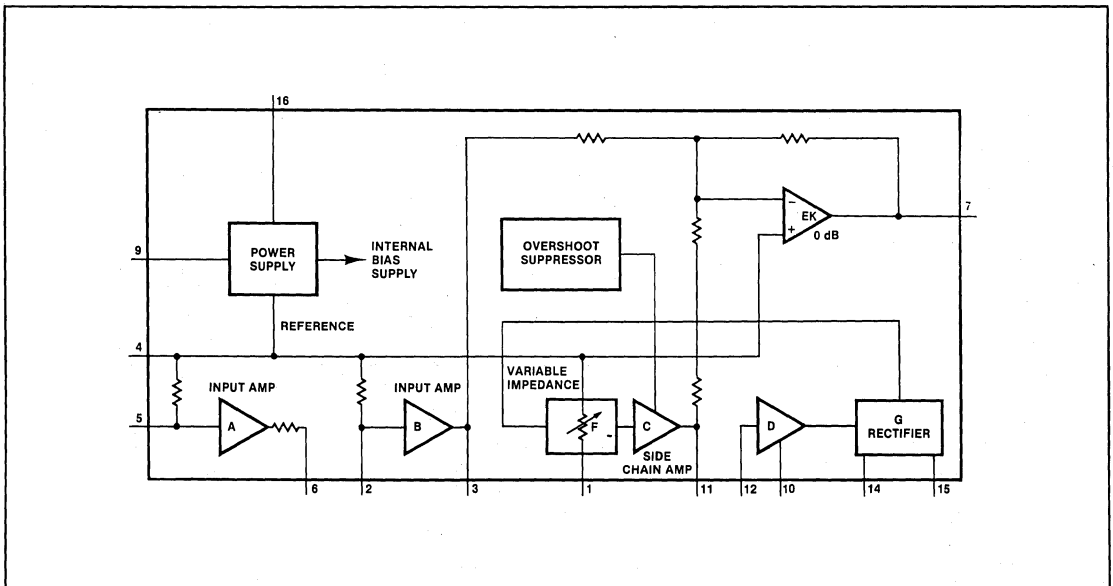 16
9
POWER
SUPPLY
INTERNAL
BIAS
SUPPLY
OVERSHOOT
SUPPRESSOR
−
EK
+
0 dB
7
REFERENCE
4
VARIABLE
IMPEDANCE
INPUT AMP
INPUT AMP
5
A
B
F
-
C
SIDE
CHAIN AMP
D
G
RECTIFIER
6
2
3
1
11
12
10
14
15